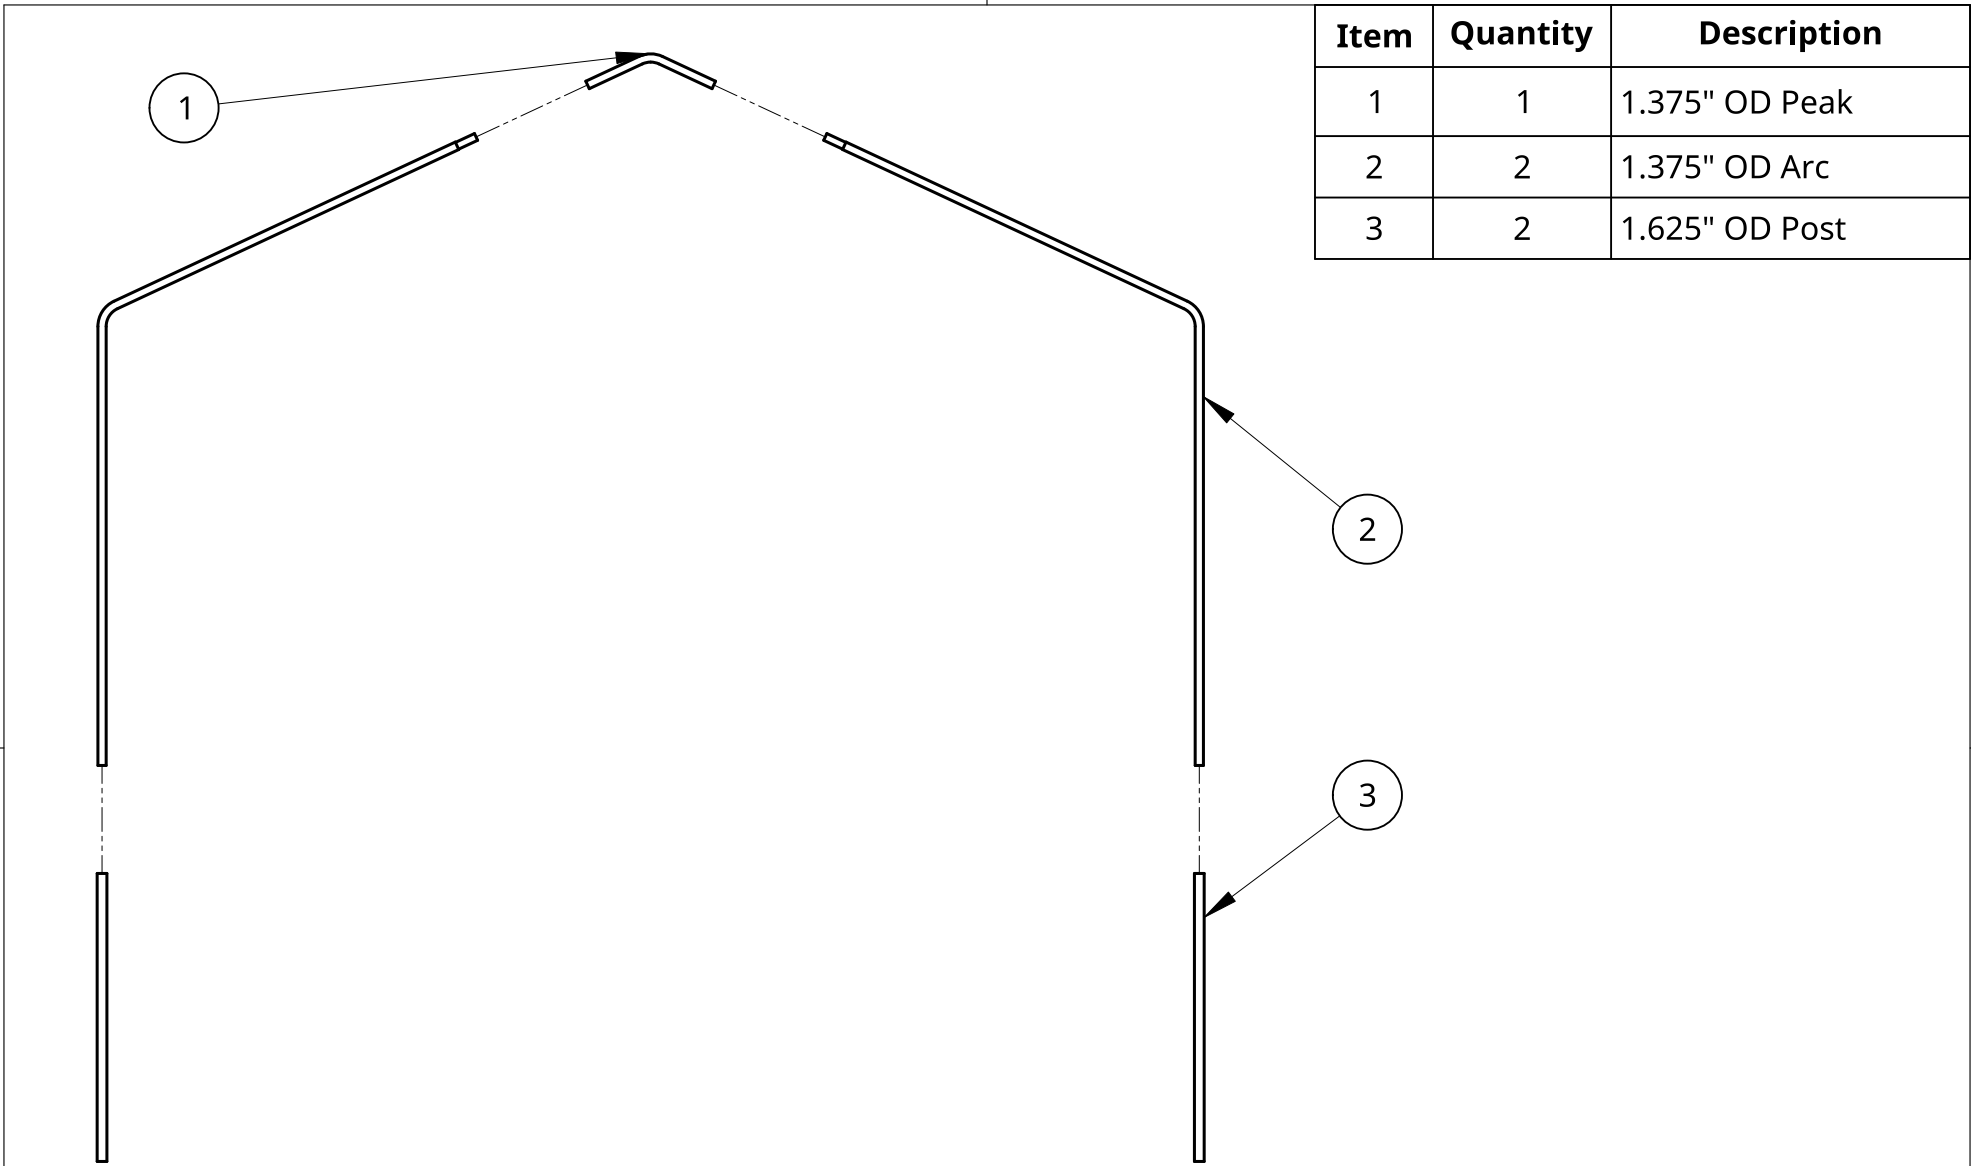 Item Quantity Description
1 1 1.375" OD Peak
2 2 1.375" OD Arc
3 2 1.625" OD Post
1
2
3